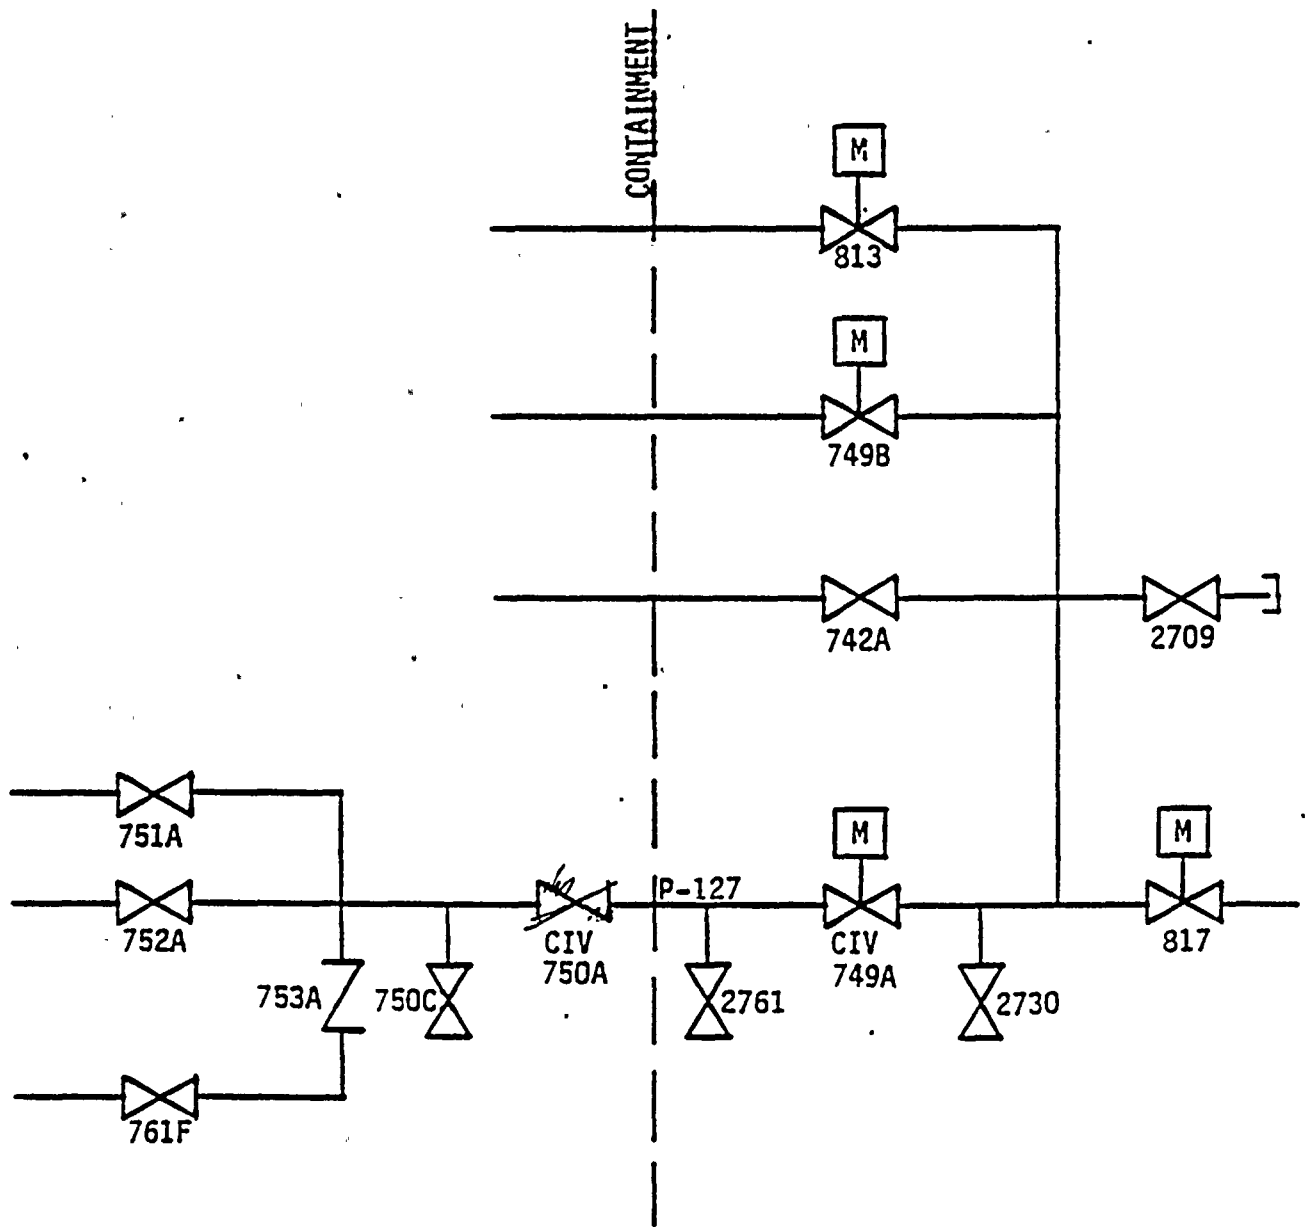 CONTAINMENT
M
813
M
749B
742A
2709
751A
M
M
P-127
752A
CIV
750A
CIV
749A
817
753A
750C
2761
2730
761F